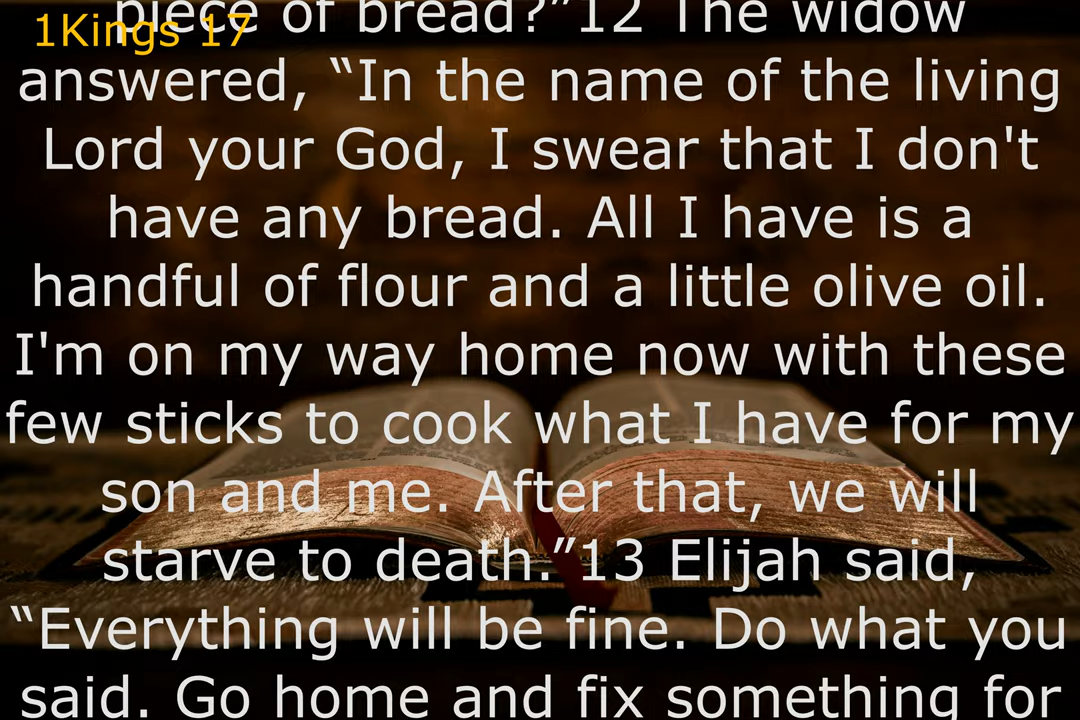 1Kings 17
piece of bread?”12 The widow
answered, “In the name of the living
Lord your God, I swear that I don't
have any bread. All I have is a
handful of flour and a little olive oil.
I'm on my way home now with these
few sticks to cook what I have for my
son and me. After that, we will
starve to death.”13 Elijah said,
“Everything will be fine. Do what you
said. Go home and fix something for